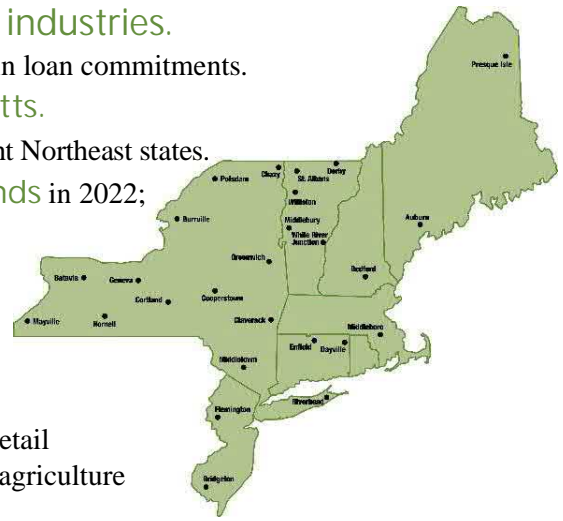 industries.
n loan commitments.
tts.
nt Northeast states.
nds in 2022;
etail
agriculture
Presque Isle
Potsdam
Chazy
St. Albans
Derby
Williston
Burrville
Middlebury
White River
Junction
Auburn
Greenwich
Bedford
Batavia
Geneva
Cortland
Cooperstown
Mayville
Hornell
Claverack
Middleboro
Enfield
Dayville
Middletown
Riverhead
Flemington
Bridgeton